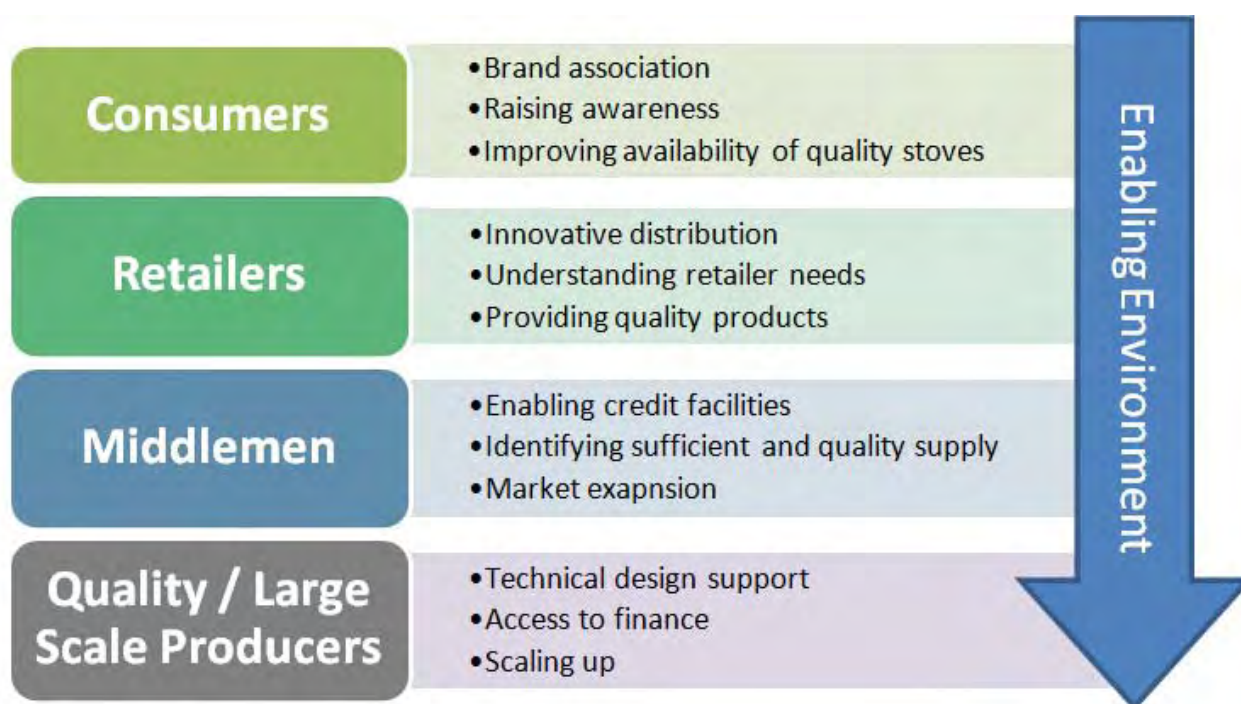 Consumers
•Brand association
•Raising awareness
•Improving availability of quality stoves
Retailers
•Innovative distribution
•Understanding retailer needs
•Providing quality products
Middlemen
•Enabling credit facilities
•Identifying sufficient and quality supply
•Market exapnsion
Quality / Large
Scale Producers
•Technical design support
•Access to finance
•Scaling up
Enabling Environment